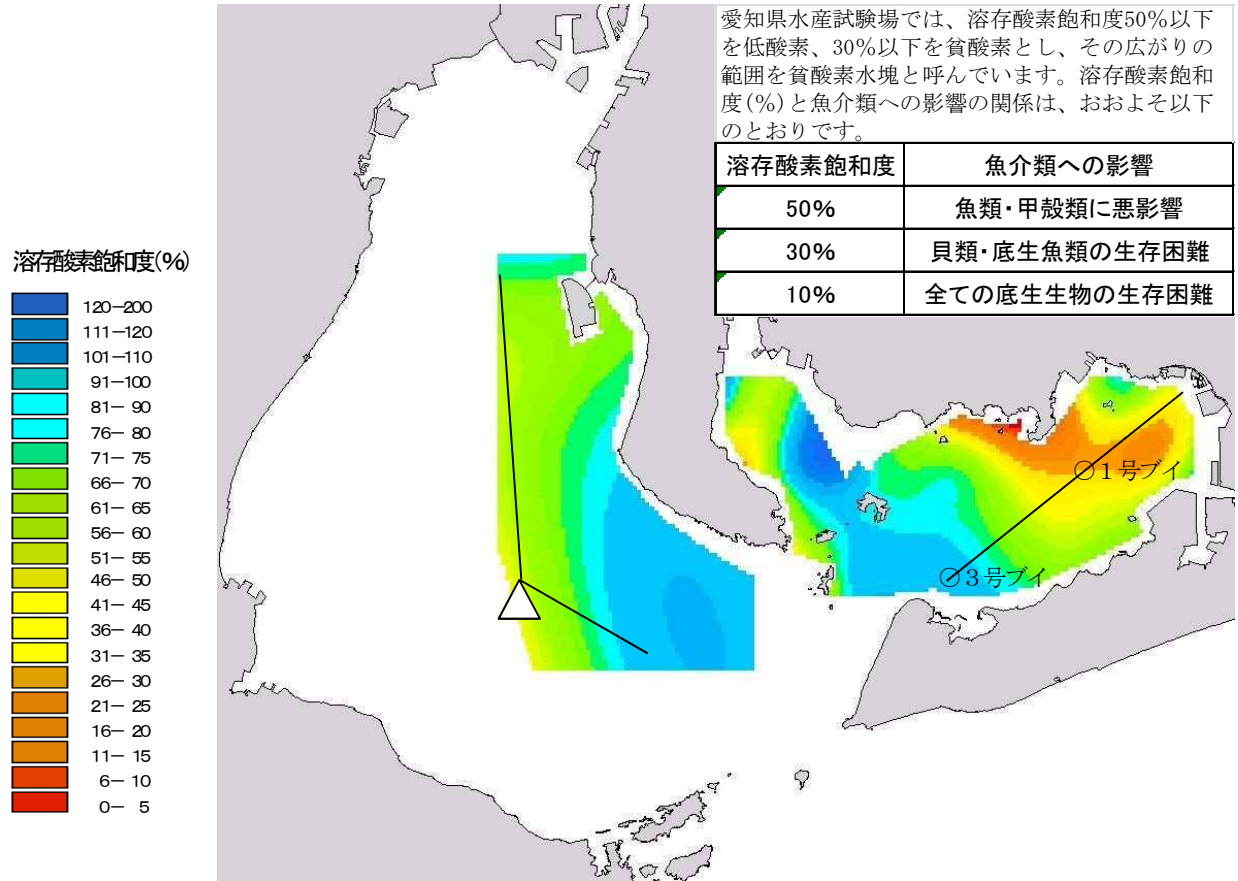 愛知県水産試験場では、溶存酸素飽和度50%以下
を低酸素、30%以下を貧酸素とし、その広がりの
範囲を貧酸素水塊と呼んでいます。溶存酸素飽和
度(%)と魚介類への影響の関係は、おおよそ以下
のとおりです。
溶存酸素飽和度 魚介類への影響
50% 魚類・甲殻類に悪影響
30% 貝類・底生魚類の生存困難
10% 全ての底生生物の生存困難
溶存酸素飽和度(%)
120-200
111-120
101-110
91-100
81- 90
76- 80
71- 75
66- 70
61- 65
56- 60
51- 55
46- 50
41- 45
36- 40
31- 35
26- 30
21- 25
16- 20
11- 15
6- 10
0- 5
1号ブイ
3号ブイ